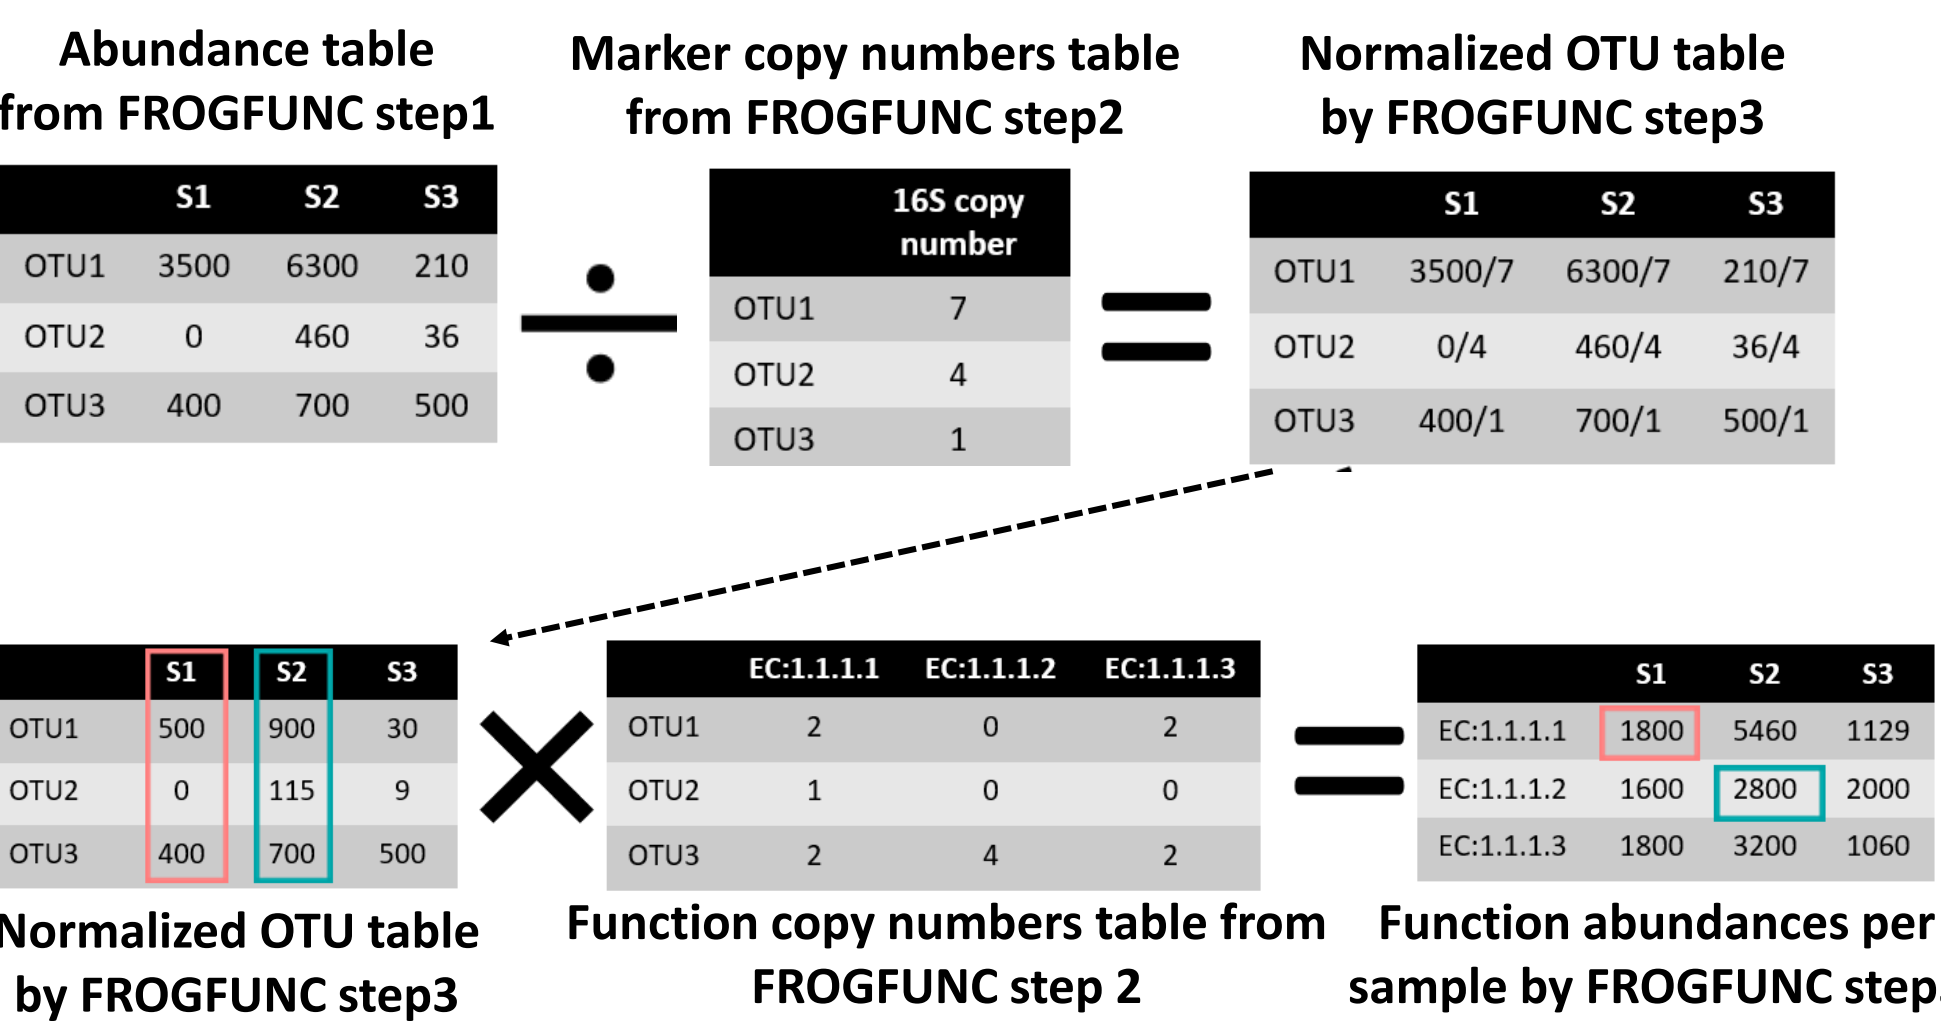 Abundance table
from FROGFUNC step1
Marker copy numbers table
from FROGFUNC step2
Normalized OTU table
by FROGFUNC step3
S1 S2 S3
OTU1 3500 6300 210
OTU2 0 460 36
OTU3 400 700 500
16S copy
number
OTU1 7
OTU2 4
OTU3 1
S1 S2 S3
OTU1 3500/7 6300/7 210/7
OTU2 0/4 460/4 36/4
OTU3 400/1 700/1 500/1
S1 S2 S3
OTU1 500 900 30
OTU2 0 115 9
OTU3 400 700 500
EC:1.1.1.1 EC:1.1.1.2 EC:1.1.1.3
OTU1 2 0 2
OTU2 1 0 0
OTU3 2 4 2
S1 S2 S3
EC:1.1.1.1 1800 5460 1129
EC:1.1.1.2 1600 2800 2000
EC:1.1.1.3 1800 3200 1060
Normalized OTU table
by FROGFUNC step3
Function copy numbers table from
FROGFUNC step 2
Function abundances per
sample by FROGFUNC step